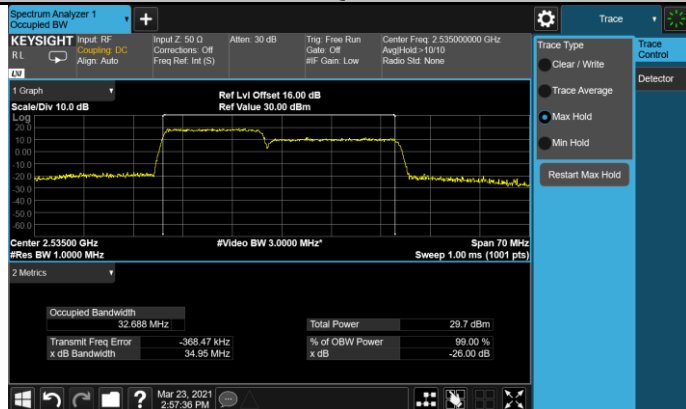 Spectrum Analyzer 1
Occupied BW
Trace
KEYSIGHT
R L
LXI
Input: RF
Coupling: DC
Align: Auto
Input Z: 50 Ω
Corrections: Off
Freq Ref: Int (S)
Atten: 30 dB
Trig: Free Run
Gate: Off
#IF Gain: Low
Center Freq: 2.535000000 GHz
Avg|Hold:>10/10
Radio Std: None
Trace Type
Clear / Write
Trace Average
Max Hold
Min Hold
Restart Max Hold
Trace
Control
Detector
1 Graph
Scale/Div 10.0 dB
Ref Lvl Offset 16.00 dB
Ref Value 30.00 dBm
Log
20.0
10.0
0.00
-10.0
-20.0
-30.0
-40.0
-50.0
-60.0
Center 2.53500 GHz
#Res BW 1.0000 MHz
#Video BW 3.0000 MHz*
Span 70 MHz
Sweep 1.00 ms (1001 pts)
2 Metrics
Occupied Bandwidth
32.688 MHz
Total Power 29.7 dBm
Transmit Freq Error -368.47 kHz
% of OBW Power 99.00 %
x dB Bandwidth 34.95 MHz
x dB -26.00 dB
?
Mar 23, 2021
2:57:36 PM